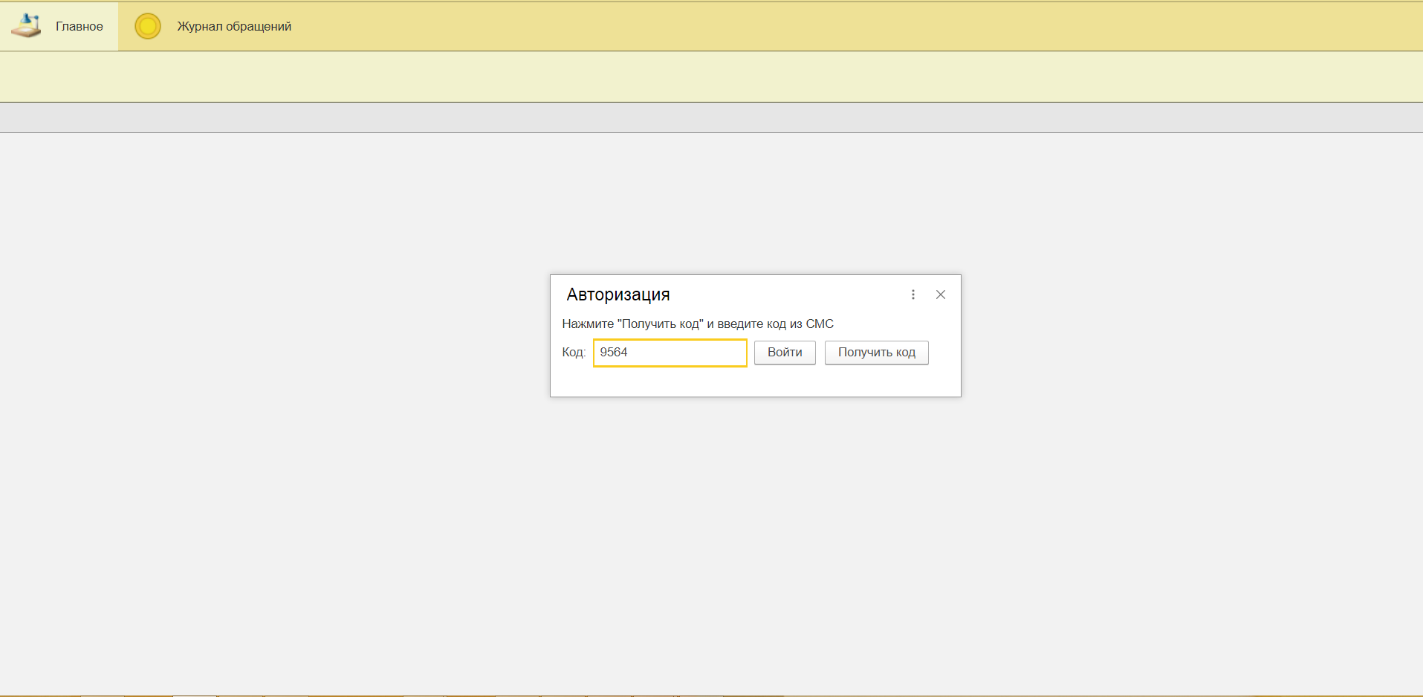 Главное Журнал обращений
Авторизация
Нажмите "Получить код" и введите код из СМС
Код: 9564 Войти Получить код